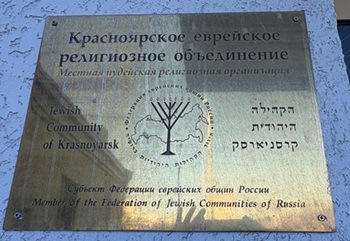 Красноярское еврейское
религиозное объединение
Местная иудейская религиозная организация
Jewish
Community
of Krasnoyarsk
הקהילה
היהודית
קרסניארסק
Субъект Федерации еврейских общин России
Member of the Federation of Jewish Communities of Russia